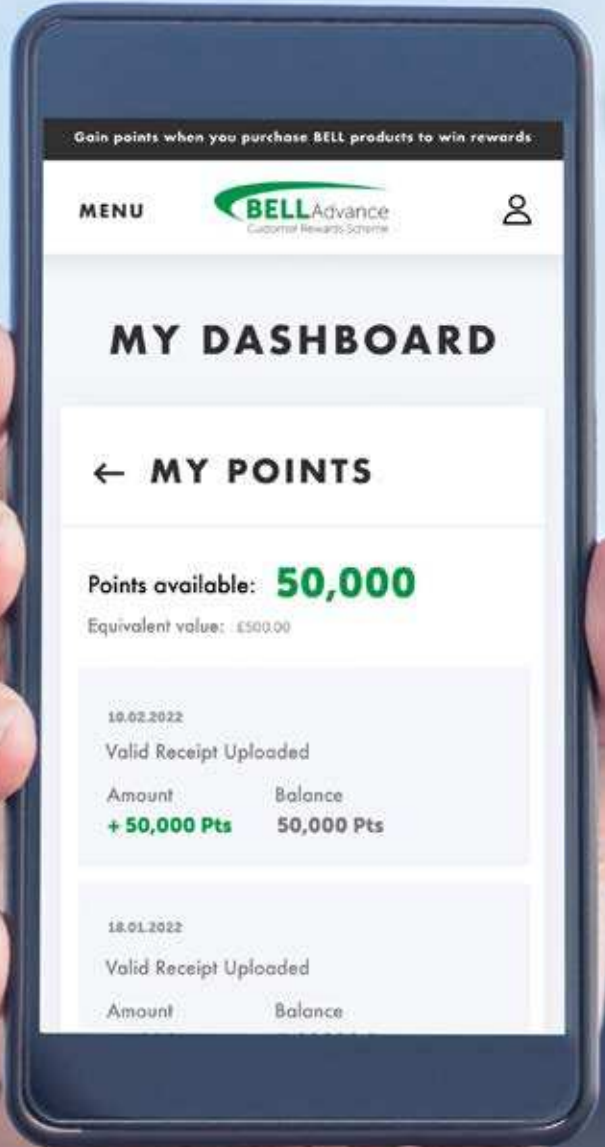 Gain points when you purchase BELL products to win rewards
MENU
BELLAdvance
Customer Rewards Scheme
MY DASHBOARD
← MY POINTS
Points available: 50,000
Equivalent value: £500.00
10.02.2022
Valid Receipt Uploaded
Amount Balance
+ 50,000 Pts 50,000 Pts
18.01.2022
Valid Receipt Uploaded
Amount Balance